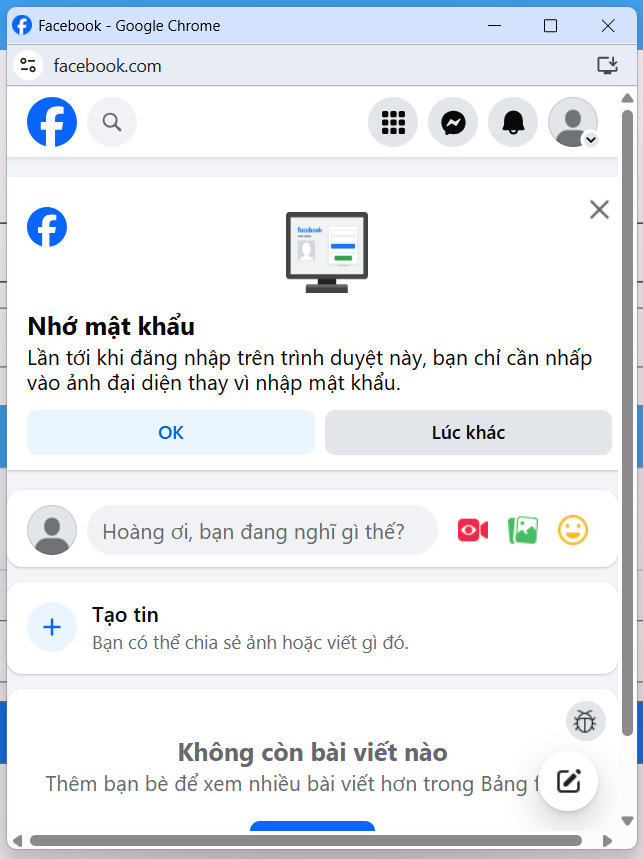 Facebook - Google Chrome
facebook.com
facebook
Nhớ mật khẩu
Lần tới khi đăng nhập trên trình duyệt này, bạn chỉ cần nhấp
vào ảnh đại diện thay vì nhập mật khẩu.
OK
Lúc khác
Hoàng ơi, bạn đang nghĩ gì thế?
Tạo tin
Bạn có thể chia sẻ ảnh hoặc viết gì đó.
Không còn bài viết nào
Thêm bạn bè để xem nhiều bài viết hơn trong Bảng f